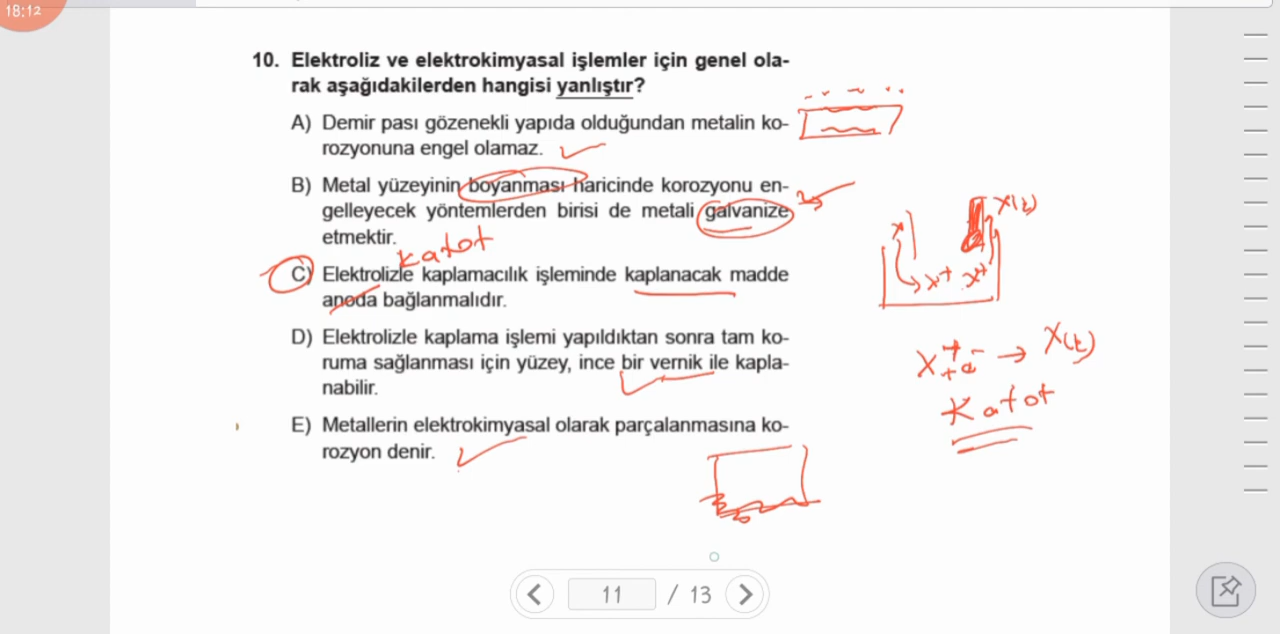 18:12
10. Elektroliz ve elektrokimyasal işlemler için genel ola-
rak aşağıdakilerden hangisi yanlıştır?
A) Demir pası gözenekli yapıda olduğundan metalin ko-
rozyonuna engel olamaz.
B) Metal yüzeyinin boyanması haricinde korozyonu en-
gelleyecek yöntemlerden birisi de metali galvanize
etmektir.
Katot
C) Elektrolizle kaplamacılık işleminde kaplanacak madde
anoda bağlanmalıdır.
D) Elektrolizle kaplama işlemi yapıldıktan sonra tam ko-
ruma sağlanması için yüzey, ince bir vernik ile kapla-
nabilir.
E) Metallerin elektrokimyasal olarak parçalanmasına ko-
rozyon denir.
x X(k)
x+ x+
X+ +e- → X(k)
Katot
11 / 13